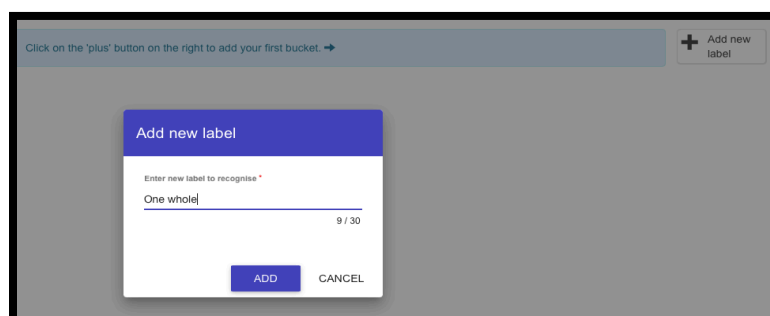 Click on the 'plus' button on the right to add your first bucket. ➜
Add new
label
Add new label
Enter new label to recognise *
One whole
9 / 30
ADD CANCEL